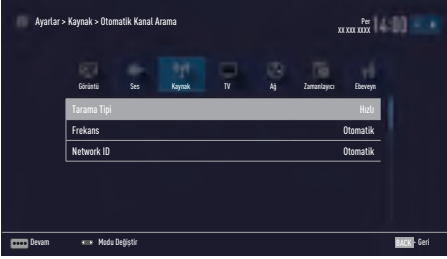 Ayarlar > Kaynak > Otomatik Kanal Arama
Per
XX XXX XXXX
14:00
Görüntü Ses Kaynak TV Ağ Zamanlayıcı Ebeveyn
Tarama Tipi Hızlı
Frekans Otomatik
Network ID Otomatik
Devam Modu Değiştir BACK - Geri